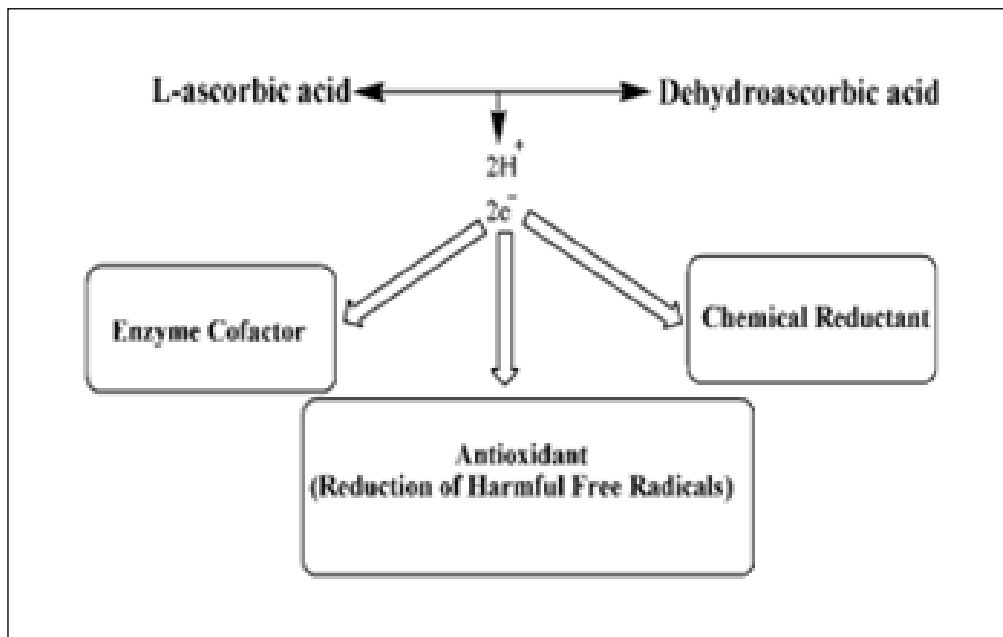 L-ascorbic acid Dehydroascorbic acid
2H⁺
2e⁻
Enzyme Cofactor
Chemical Reductant
Antioxidant
(Reduction of Harmful Free Radicals)